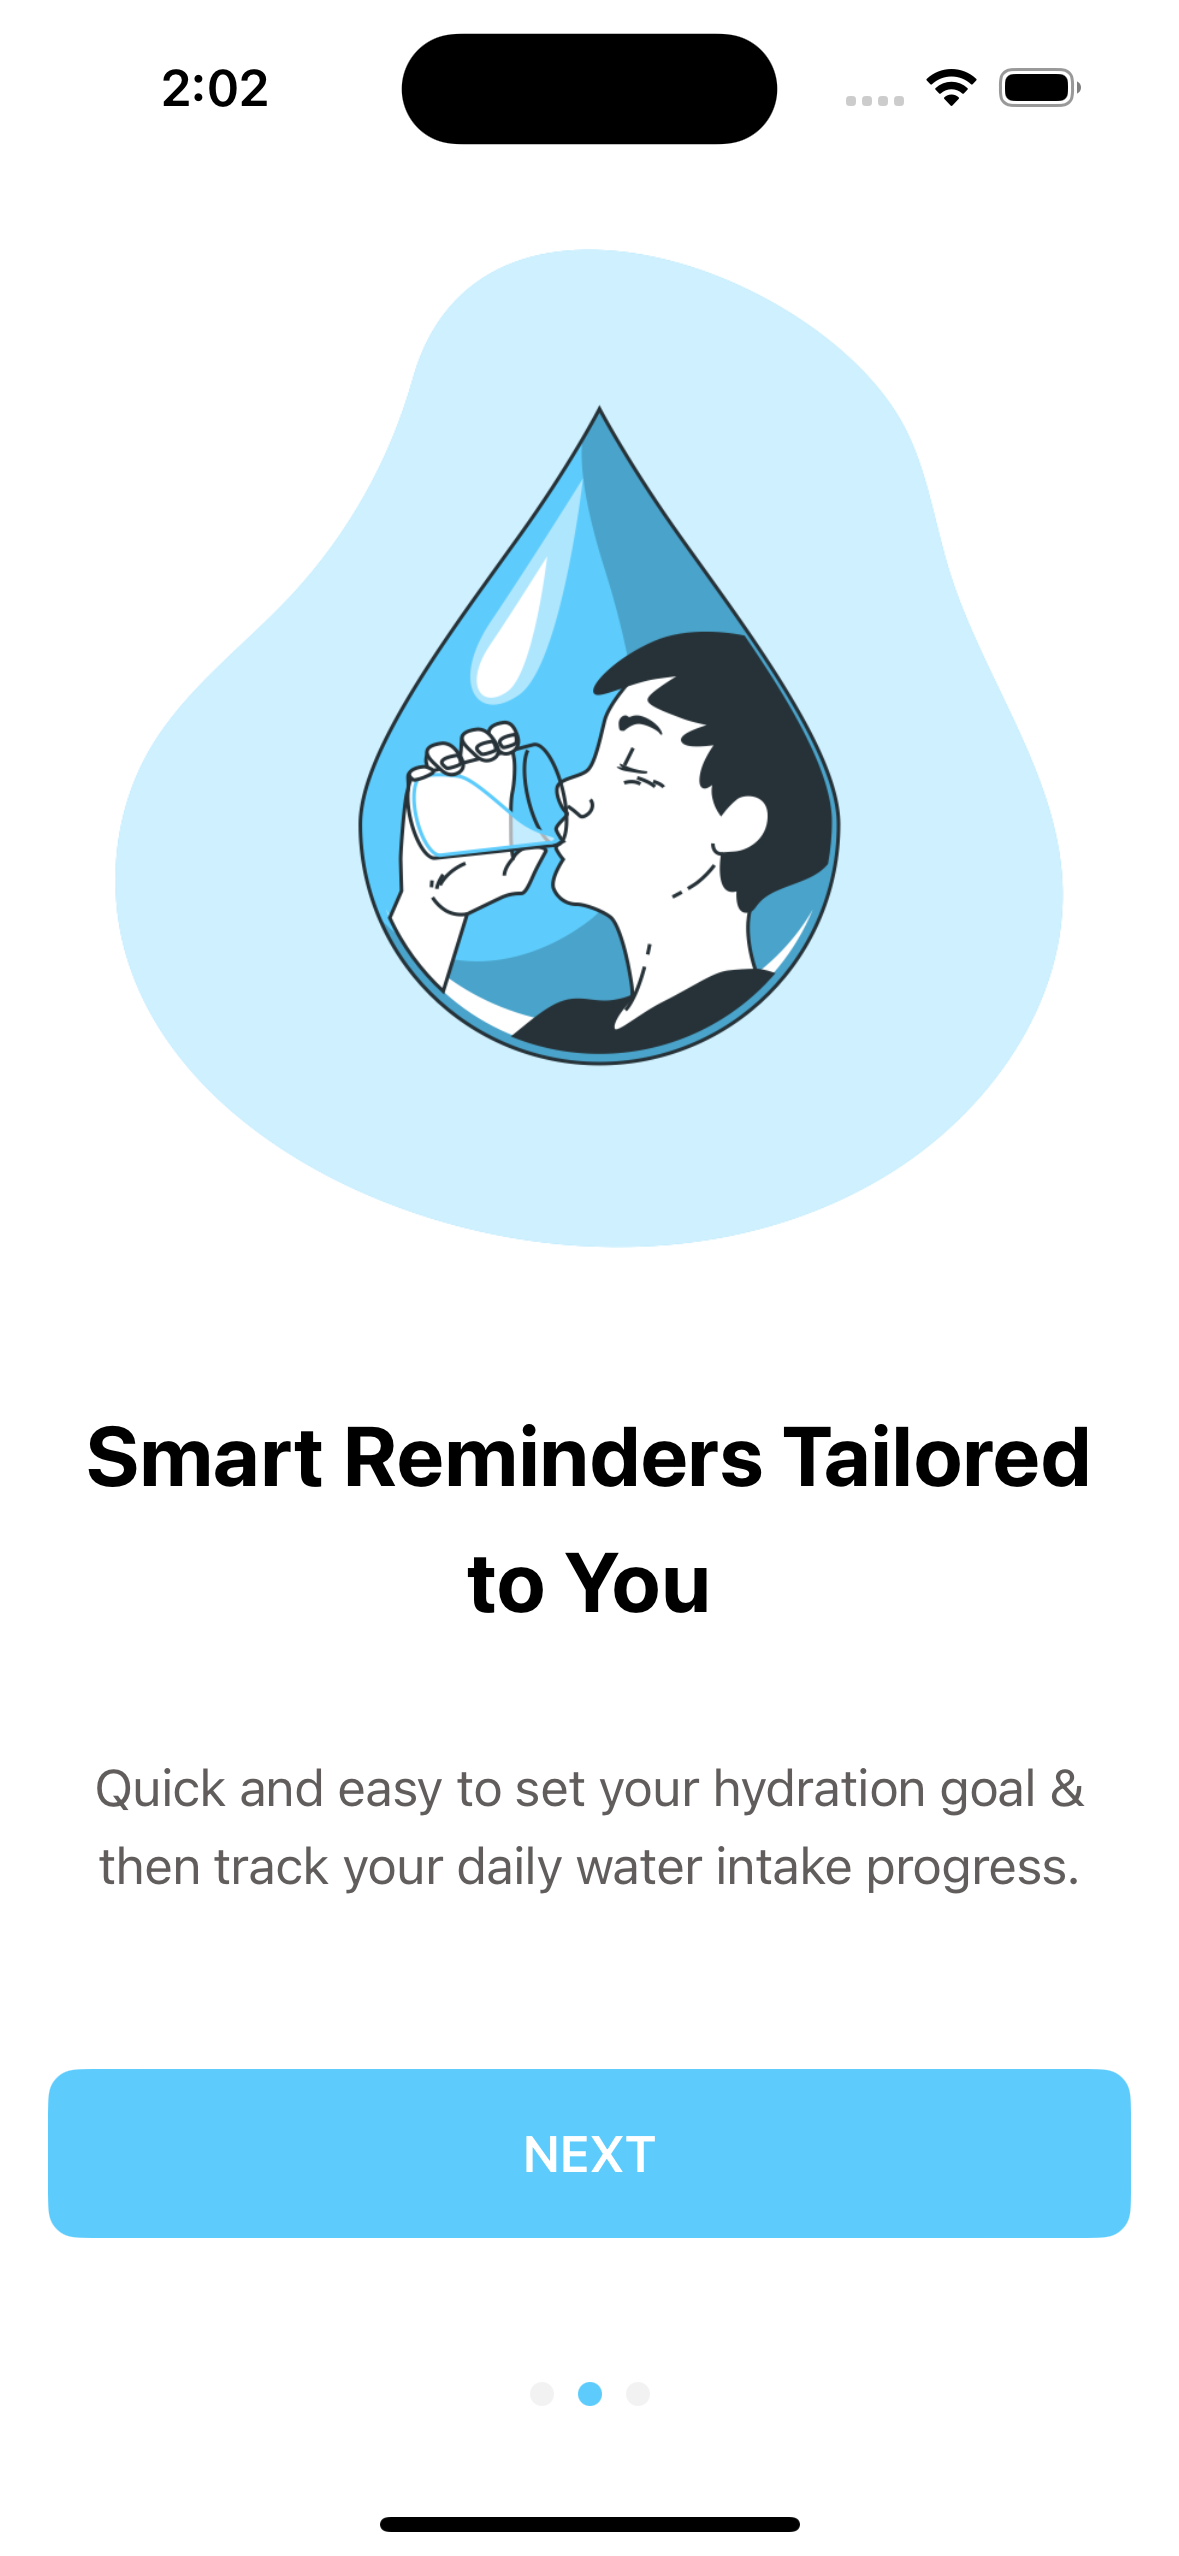 2:02
Smart Reminders Tailored
to You
Quick and easy to set your hydration goal &
then track your daily water intake progress.
NEXT